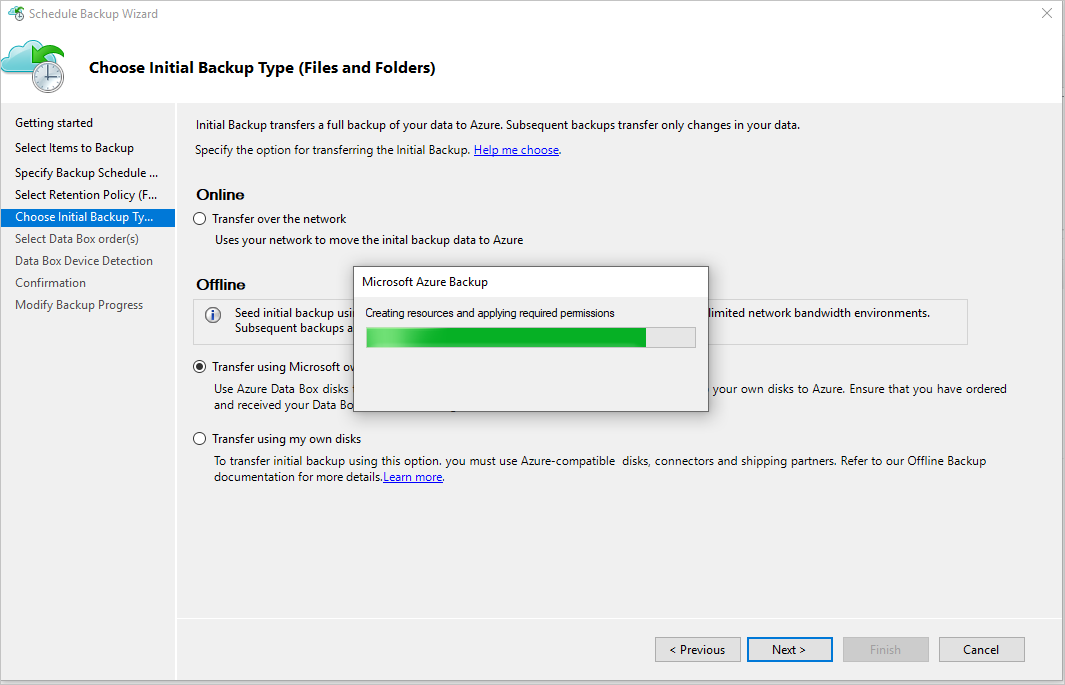 Schedule Backup Wizard
Choose Initial Backup Type (Files and Folders)
Getting started
Select Items to Backup
Specify Backup Schedule ...
Select Retention Policy (F...
Choose Initial Backup Ty...
Select Data Box order(s)
Data Box Device Detection
Confirmation
Modify Backup Progress
Initial Backup transfers a full backup of your data to Azure. Subsequent backups transfer only changes in your data.
Specify the option for transferring the Initial Backup. Help me choose.
Online
Transfer over the network
Uses your network to move the inital backup data to Azure
Offline
Seed initial backup usi
limited network bandwidth environments.
Subsequent backups a
Microsoft Azure Backup
Creating resources and applying required permissions
Transfer using Microsoft ow
Use Azure Data Box disks
your own disks to Azure. Ensure that you have ordered
and received your Data Bo
Transfer using my own disks
To transfer initial backup using this option. you must use Azure-compatible disks, connectors and shipping partners. Refer to our Offline Backup
documentation for more details.Learn more.
< Previous
Next >
Finish
Cancel